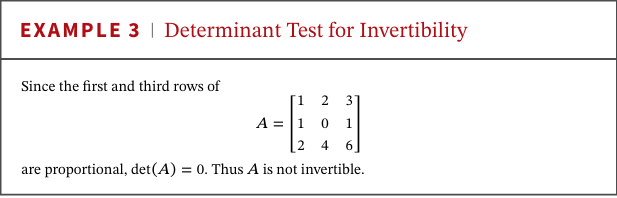 EXAMPLE 3 | Determinant Test for Invertibility
Since the first and third rows of
1 2 3
A = 1 0 1
2 4 6
are proportional, det(A) = 0. Thus A is not invertible.